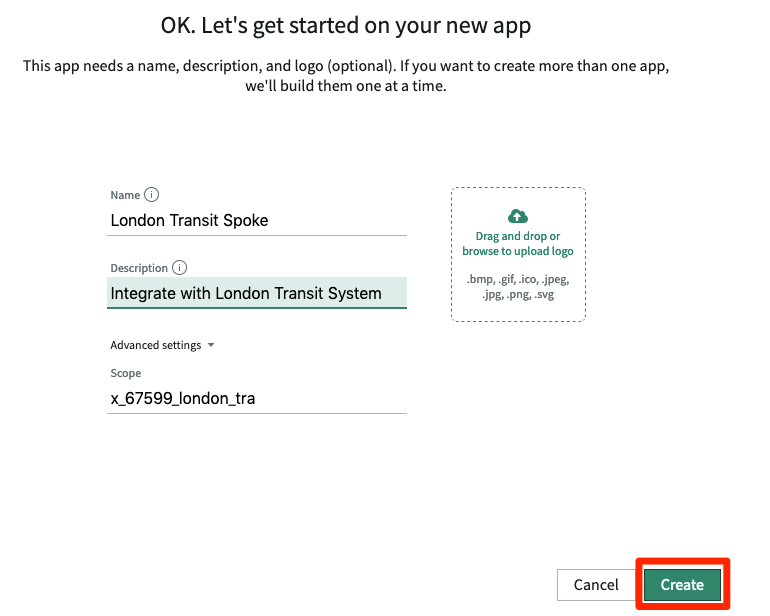 OK. Let's get started on your new app
This app needs a name, description, and logo (optional). If you want to create more than one app,
we'll build them one at a time.
Name
London Transit Spoke
Description
Integrate with London Transit System
Drag and drop or
browse to upload logo
.bmp, .gif, .ico, .jpeg,
.jpg, .png, .svg
Advanced settings
Scope
x_67599_london_tra
Cancel
Create